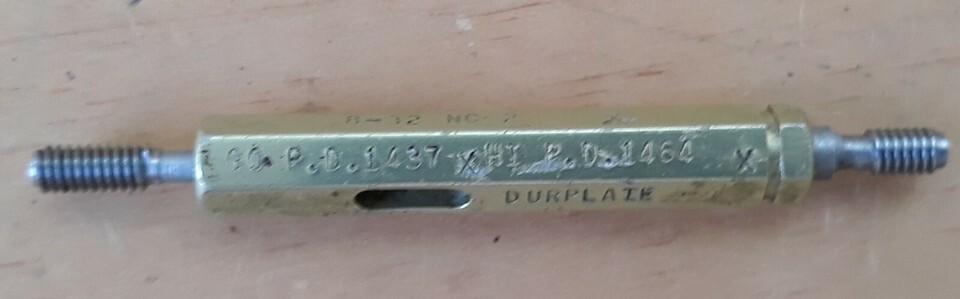 8-32 NC-2
GO P.D.1437 X HI P.D.1464 X
DURPLATE